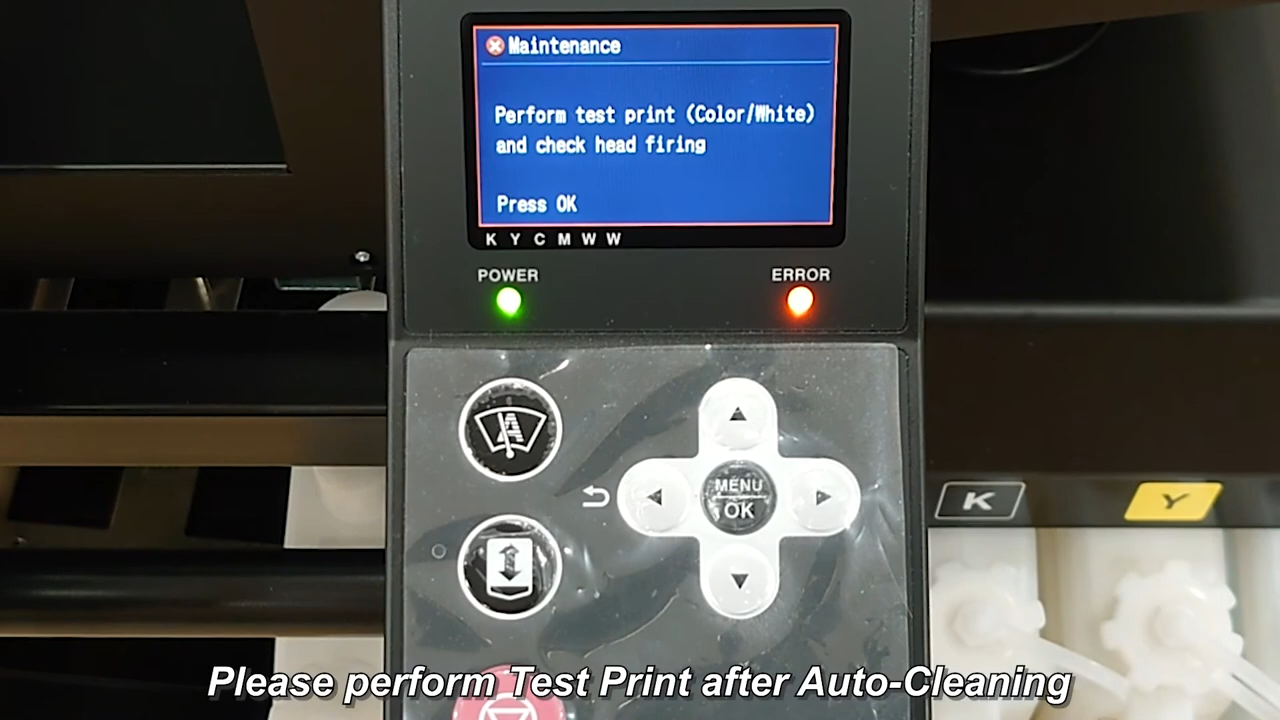 Maintenance
Perform test print (Color/White)
and check head firing
Press OK
K Y C M W W
POWER
ERROR
MENU
OK
K
Y
Please perform Test Print after Auto-Cleaning